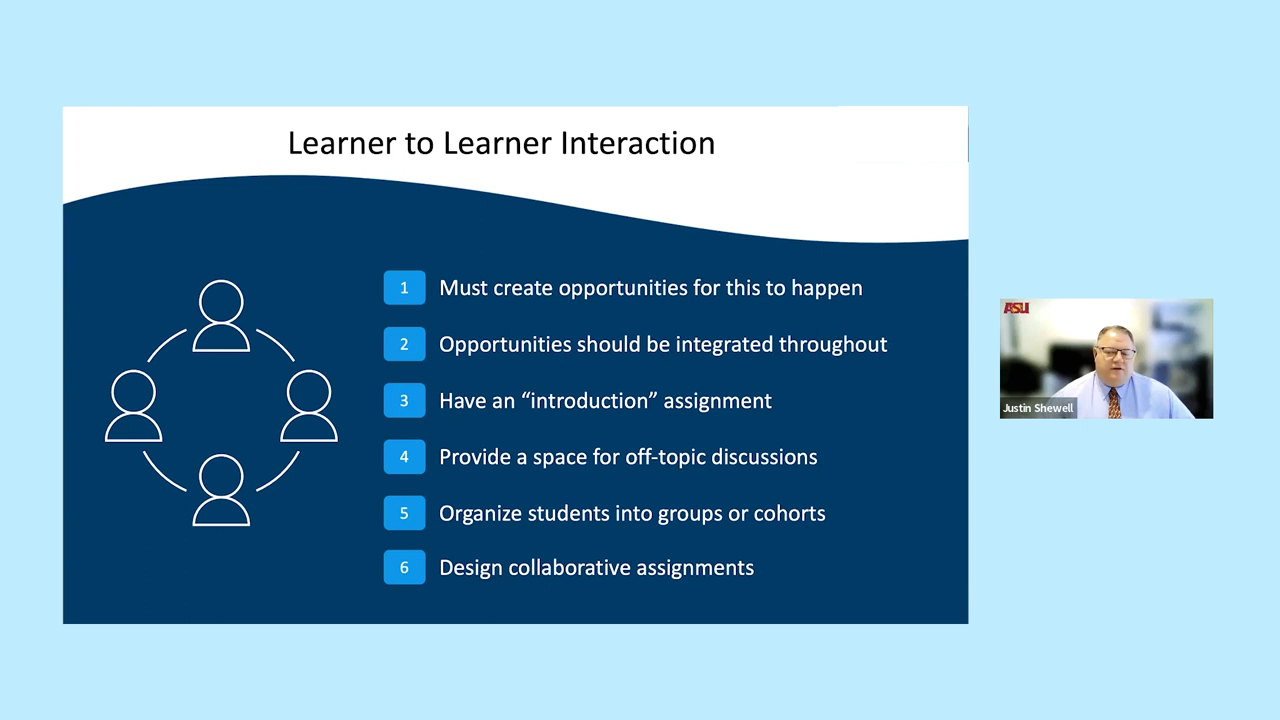 Learner to Learner Interaction
1 Must create opportunities for this to happen
2 Opportunities should be integrated throughout
3 Have an “introduction” assignment
4 Provide a space for off-topic discussions
5 Organize students into groups or cohorts
6 Design collaborative assignments
ASU
Justin Shewell